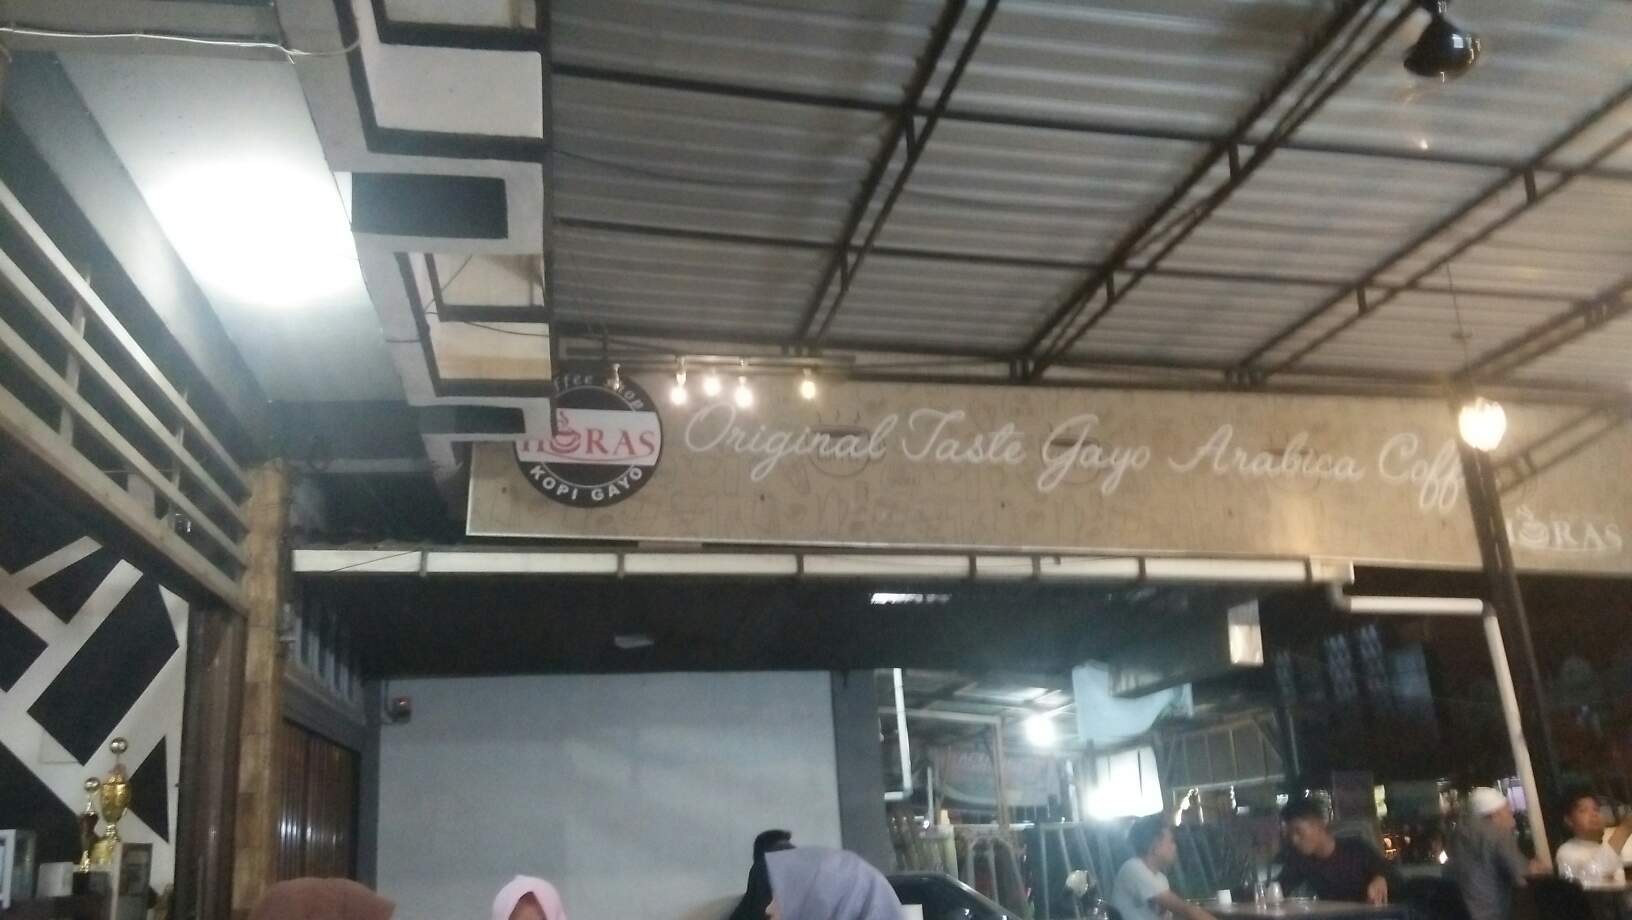 Coffee Shop
HORAS
KOPI GAYO
Original Taste Gayo Arabica Coff
HORAS